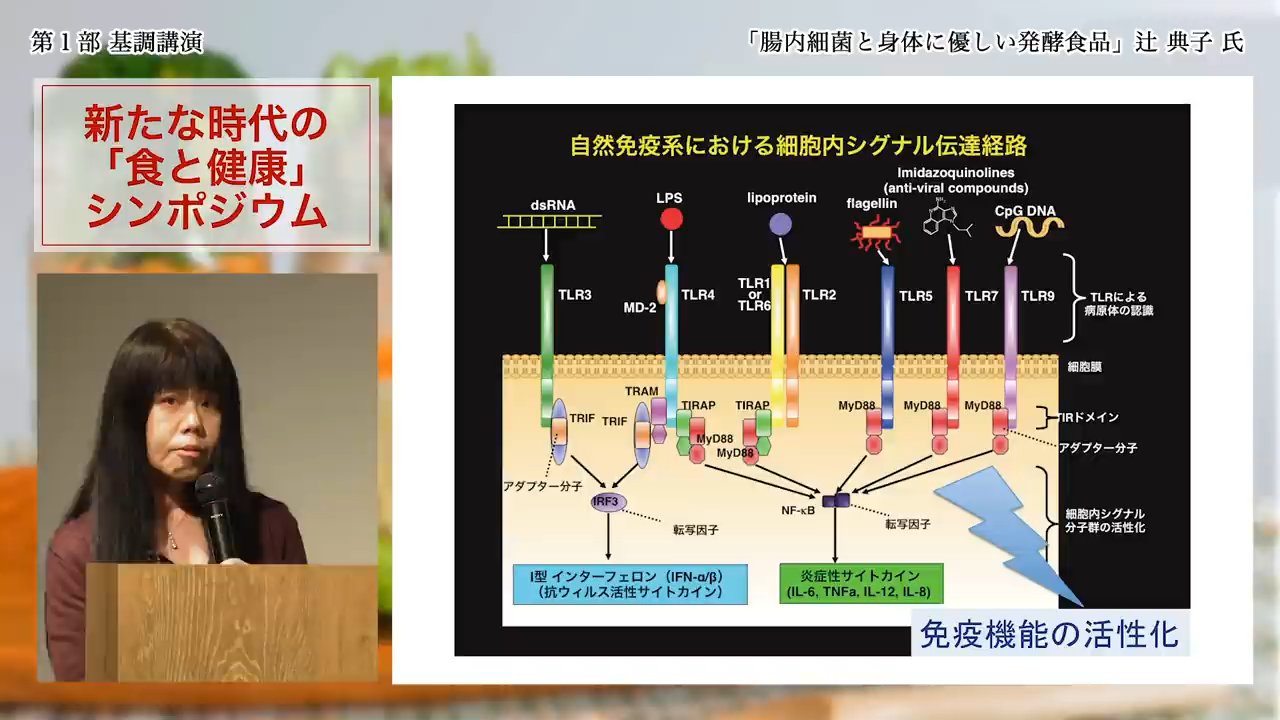 第1部 基調講演
「腸内細菌と身体に優しい発酵食品」辻 典子 氏
新たな時代の
「食と健康」
シンポジウム
自然免疫系における細胞内シグナル伝達経路
dsRNA
LPS
lipoprotein
flagellin
Imidazoquinolines
(anti-viral compounds)
NH₂
CpG DNA
TLR3
MD-2
TLR4
TLR1
or
TLR6
TLR2
TLR5
TLR7
TLR9
TLRによる
病原体の認識
細胞膜
TRIF
TRIF
TRAM
TIRAP
MyD88
TIRAP
MyD88
MyD88
MyD88
MyD88
TIRドメイン
アダプター分子
アダプター分子
IRF3
転写因子
NF-κB
転写因子
細胞内シグナル
分子群の活性化
I型 インターフェロン（IFN-α/β）
（抗ウィルス活性サイトカイン）
炎症性サイトカイン
(IL-6, TNFa, IL-12, IL-8)
免疫機能の活性化